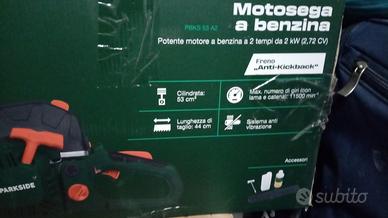 Motosega
a benzina
PBKS 53 A2
Potente motore a benzina a 2 tempi da 2 kW (2,72 CV)
Freno
„Anti-Kickback"
Cilindrata:
53 cm³
Max. numero di giri (con
lama e catena): 11500 min⁻¹
Lunghezza di
taglio: 44 cm
Sistema anti
vibrazione
Accessori
PARKSIDE
subito